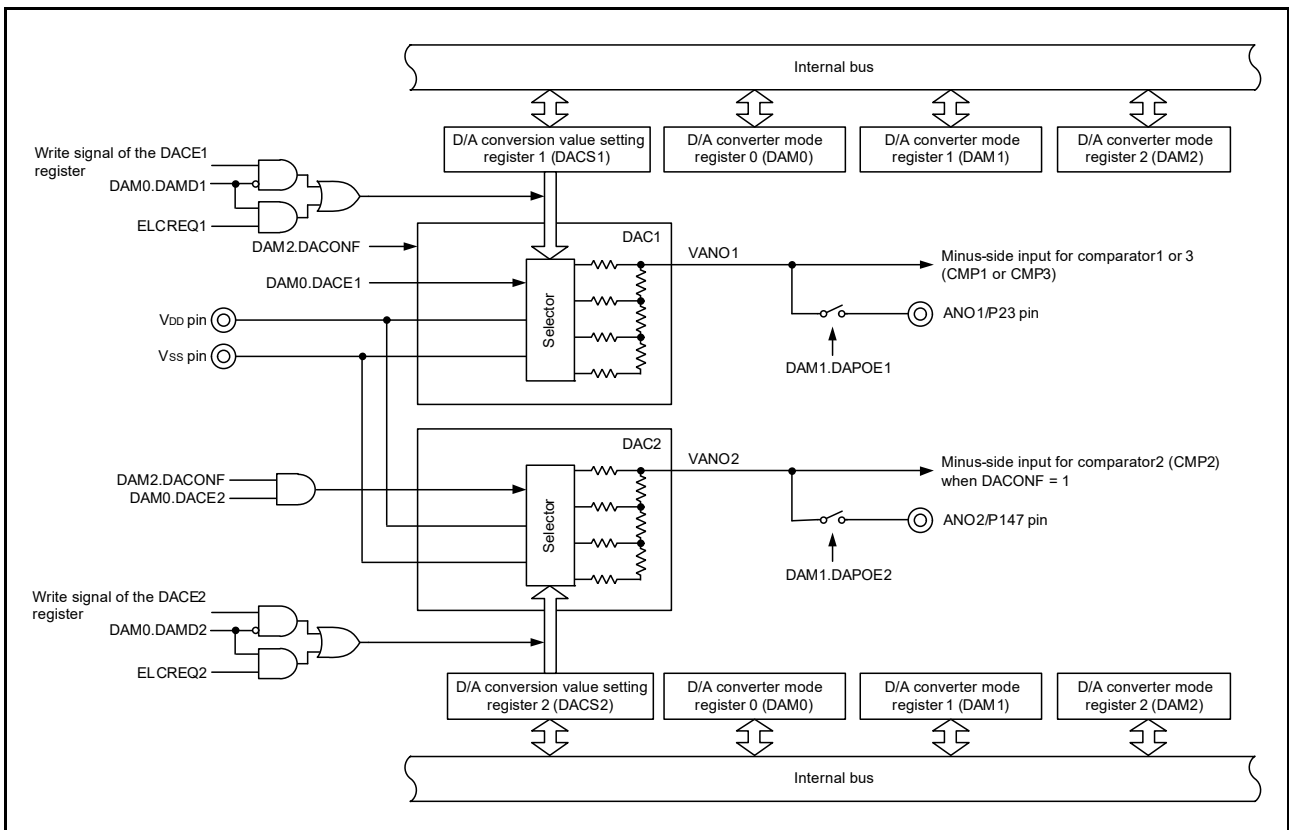 Internal bus
D/A conversion value setting
register 1 (DACS1)
D/A converter mode
register 0 (DAM0)
D/A converter mode
register 1 (DAM1)
D/A converter mode
register 2 (DAM2)
Write signal of the DACE1
register
DAM0.DAMD1
ELCREQ1
DAM2.DACONF
DAM0.DACE1
VDD pin
VSS pin
DAC1
Selector
VANO1
Minus-side input for comparator1 or 3
(CMP1 or CMP3)
ANO1/P23 pin
DAM1.DAPOE1
DAC2
Selector
VANO2
Minus-side input for comparator2 (CMP2)
when DACONF = 1
ANO2/P147 pin
DAM1.DAPOE2
DAM2.DACONF
DAM0.DACE2
Write signal of the DACE2
register
DAM0.DAMD2
ELCREQ2
D/A conversion value setting
register 2 (DACS2)
D/A converter mode
register 0 (DAM0)
D/A converter mode
register 1 (DAM1)
D/A converter mode
register 2 (DAM2)
Internal bus